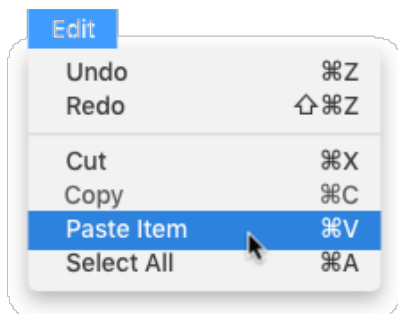 Edit
Undo ⌘Z
Redo ⇧⌘Z
Cut ⌘X
Copy ⌘C
Paste Item ⌘V
Select All ⌘A